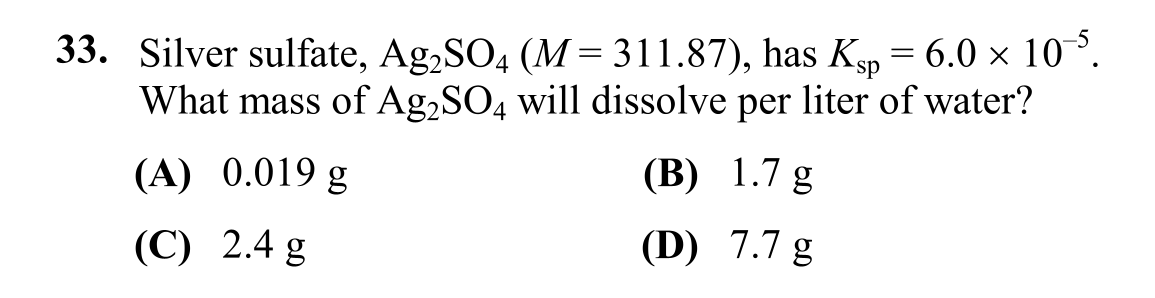 33. Silver sulfate, Ag₂SO₄ (M = 311.87), has Kₛₚ = 6.0 × 10⁻⁵.
What mass of Ag₂SO₄ will dissolve per liter of water?
(A) 0.019 g (B) 1.7 g
(C) 2.4 g (D) 7.7 g